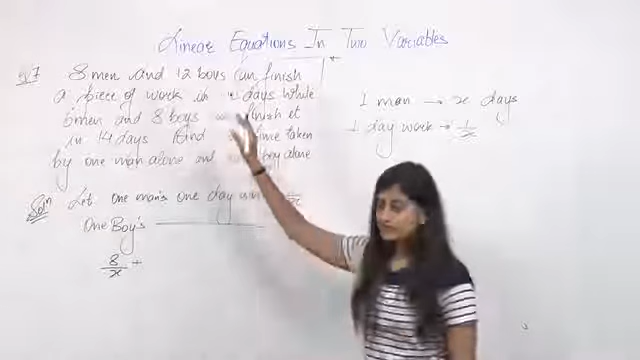 Linear Equations In Two Variables
8 men and 12 boys can finish
a piece of work in days while
6 men and 8 boys finish it
in 14 days find time taken
by one man alone and boy alone
Soln Let one man's one day
One Boy's
8/x +
1 man → x days
1 day work → 1/x